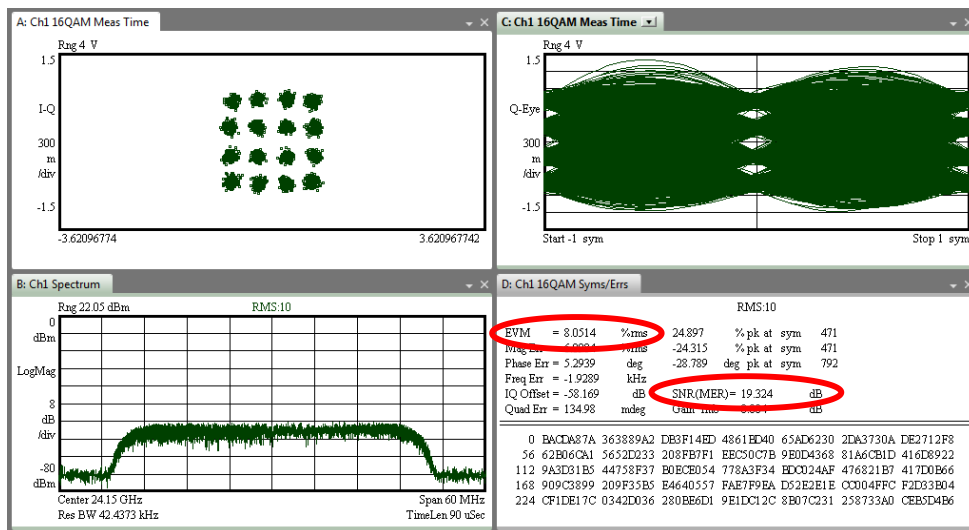 A: Ch1 16QAM Meas Time
Rng 4 V
1.5
I-Q
300
m
/div
-1.5
-3.62096774
3.620967742
C: Ch1 16QAM Meas Time
Rng 4 V
1.5
Q-Eye
300
m
/div
-1.5
Start -1 sym
Stop 1 sym
B: Ch1 Spectrum
Rng 22.05 dBm
RMS:10
0
dBm
LogMag
8
dB
/div
-80
dBm
Center 24.15 GHz
Span 60 MHz
Res BW 42.4373 kHz
TimeLen 90 uSec
D: Ch1 16QAM Syms/Errs
RMS:10
EVM = 8.0514 %rms 24.897 % pk at sym 471
Mag Err = %rms -24.315 % pk at sym 471
Phase Err = 5.2939 deg -28.789 deg pk at sym 792
Freq Err = -1.9289 kHz
IQ Offset = -58.169 dB SNR(MER)= 19.324 dB
Quad Err = 134.98 mdeg Gain dB
0 BACDA87A 363889A2 DB3F14ED 4861BD40 65AD6230 2DA3730A DE2712F8
56 62B06CA1 5652D233 208FB7F1 EEC50C7B 9E0D4368 81A6CB1D 416D8922
112 9A3D31B5 44758F37 B0ECE054 778A3F34 BDC024AF 476821B7 417D0B66
168 909C3899 209F35B5 E4640557 FAE7F9EA D52E2E1E CC004FFC F2D33B04
224 CF1DE17C 0342D036 280BE6D1 9E1DC12C 8B07C231 258733A0 CEB5D4B6